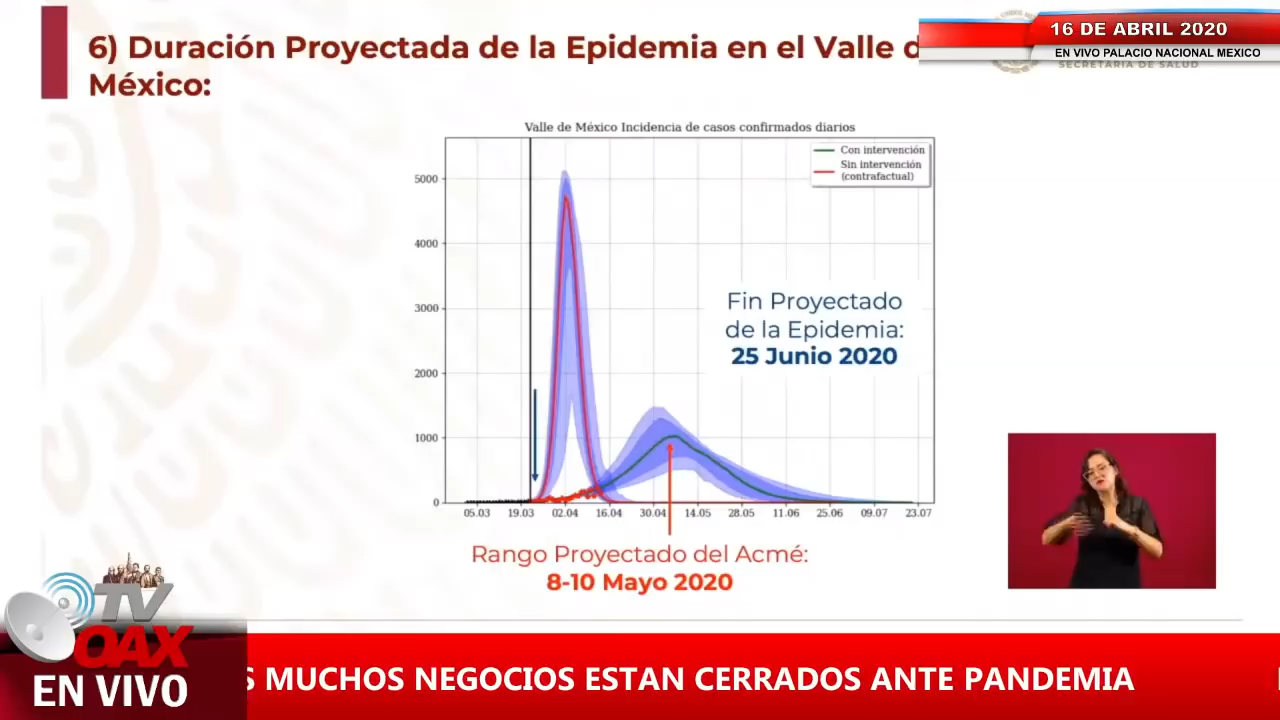 6) Duración Proyectada de la Epidemia en el Valle d
México:
16 DE ABRIL 2020
EN VIVO PALACIO NACIONAL MEXICO
SECRETARÍA DE SALUD
Valle de México Incidencia de casos confirmados diarios
Con intervención
Sin intervención
(contrafactual)
5000
4000
3000
2000
1000
0
Fin Proyectado
de la Epidemia:
25 Junio 2020
05.03 19.03 02.04 16.04 30.04 14.05 28.05 11.06 25.06 09.07 23.07
Rango Proyectado del Acmé:
8-10 Mayo 2020
TV
OAX
EN VIVO
S MUCHOS NEGOCIOS ESTAN CERRADOS ANTE PANDEMIA